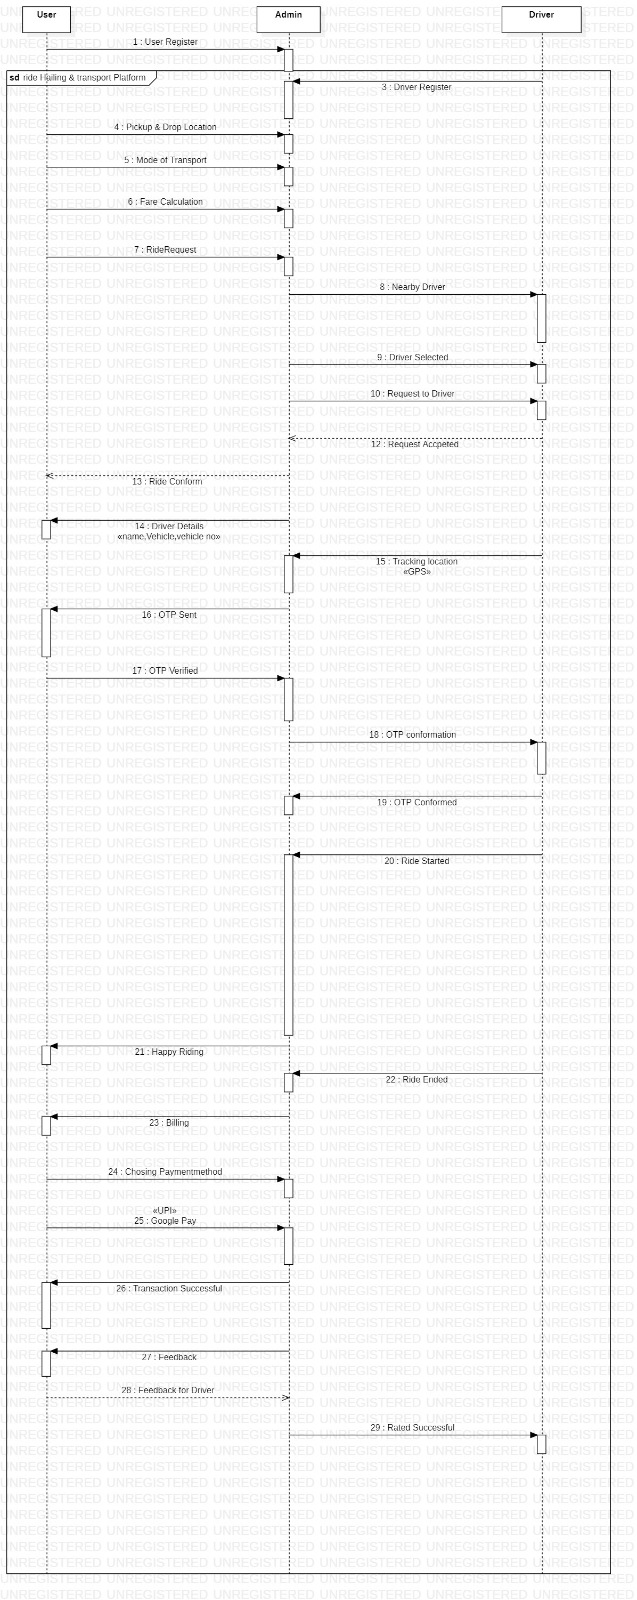 User Admin Driver
1 : User Register
sd ride Hailing & transport Platform
3 : Driver Register
4 : Pickup & Drop Location
5 : Mode of Transport
6 : Fare Calculation
7 : RideRequest
8 : Nearby Driver
9 : Driver Selected
10 : Request to Driver
12 : Request Accpeted
13 : Ride Conform
14 : Driver Details
«name,Vehicle,vehicle no»
15 : Tracking location
«GPS»
16 : OTP Sent
17 : OTP Verified
18 : OTP conformation
19 : OTP Conformed
20 : Ride Started
21 : Happy Riding
22 : Ride Ended
23 : Billing
24 : Chosing Paymentmethod
«UPI»
25 : Google Pay
26 : Transaction Successful
27 : Feedback
28 : Feedback for Driver
29 : Rated Successful
UNREGISTERED